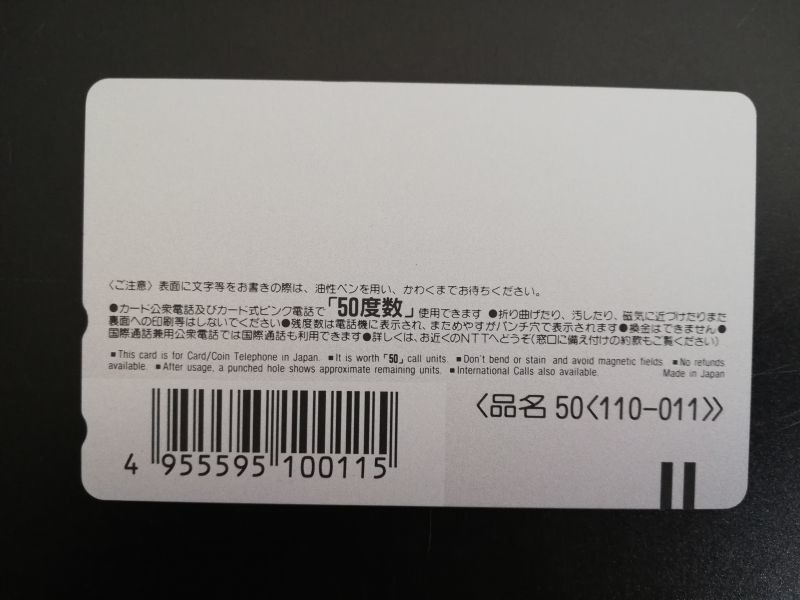 〈ご注意〉表面に文字等をお書きの際は、油性ペンを用い、かわくまでお待ちください。
●カード公衆電話及びカード式ピンク電話で「50度数」使用できます ●折り曲げたり、汚したり、磁気に近づけたりまた
裏面への印刷等はしないでください●残度数は電話機に表示され、まためやすがパンチ穴で表示されます●換金はできません●
国際通話兼用公衆電話では国際通話も利用できます●詳しくは、お近くのNTTへどうぞ(窓口に備え付けの約款もご覧ください)
■This card is for Card/Coin Telephone in Japan. ■It is worth「50」call units. ■Don't bend or stain and avoid magnetic fields ■No refunds
available. ■After usage, a punched hole shows approximate remaining units. ■International Calls also available. Made in Japan
〈品名 50〈110-011〉〉
4 955595 100115